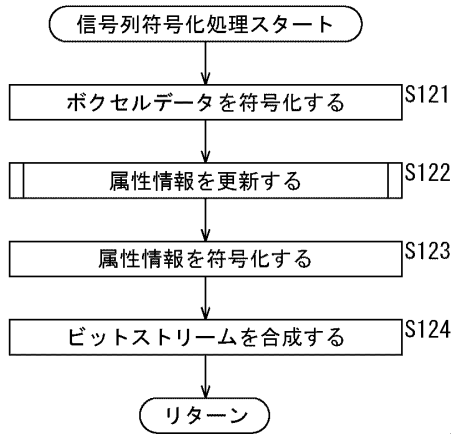 信号列符号化処理スタート
ボクセルデータを符号化する S121
属性情報を更新する S122
属性情報を符号化する S123
ビットストリームを合成する S124
リターン